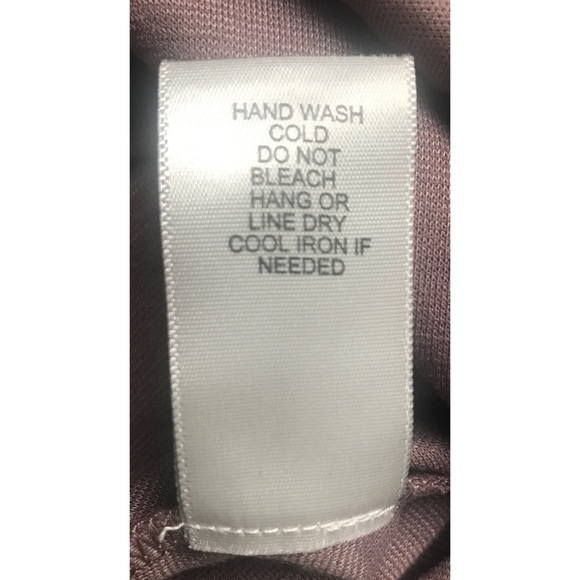 HAND WASH
COLD
DO NOT
BLEACH
HANG OR
LINE DRY
COOL IRON IF
NEEDED